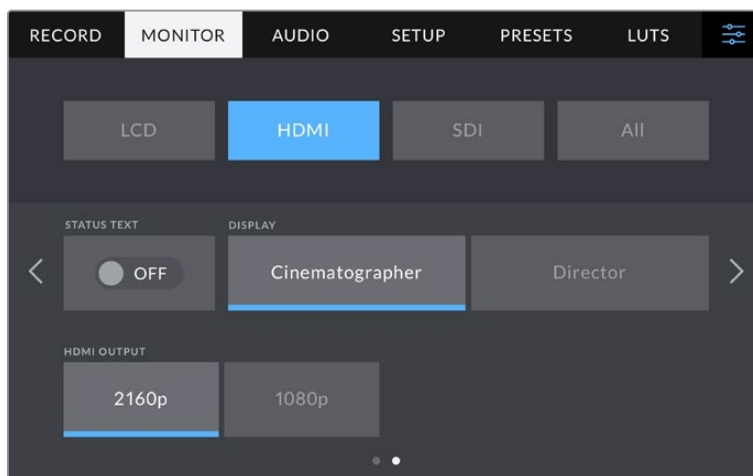 RECORD MONITOR AUDIO SETUP PRESETS LUTS
LCD HDMI SDI All
STATUS TEXT DISPLAY
OFF Cinematographer Director
HDMI OUTPUT
2160p 1080p